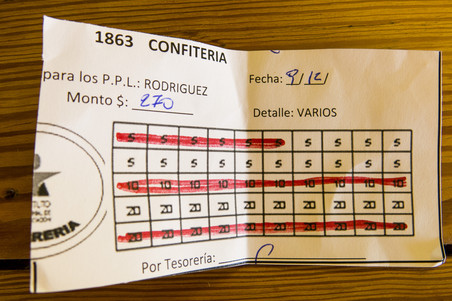 1863 CONFITERIA
para los P.P.L.: RODRIGUEZ
Fecha: 9/12/
Monto $: 270
Detalle: VARIOS
5 5 5 5 5 5 5 5 5 5
5 5 5 5 5 5 5 5 5 5
10 10 10 10 10 10 10 10 10 10
20 20 20 20 20 20 20 20 20 20
20 20 20 20 20 20 20 20 20 20
RERIA
Por Tesorería: